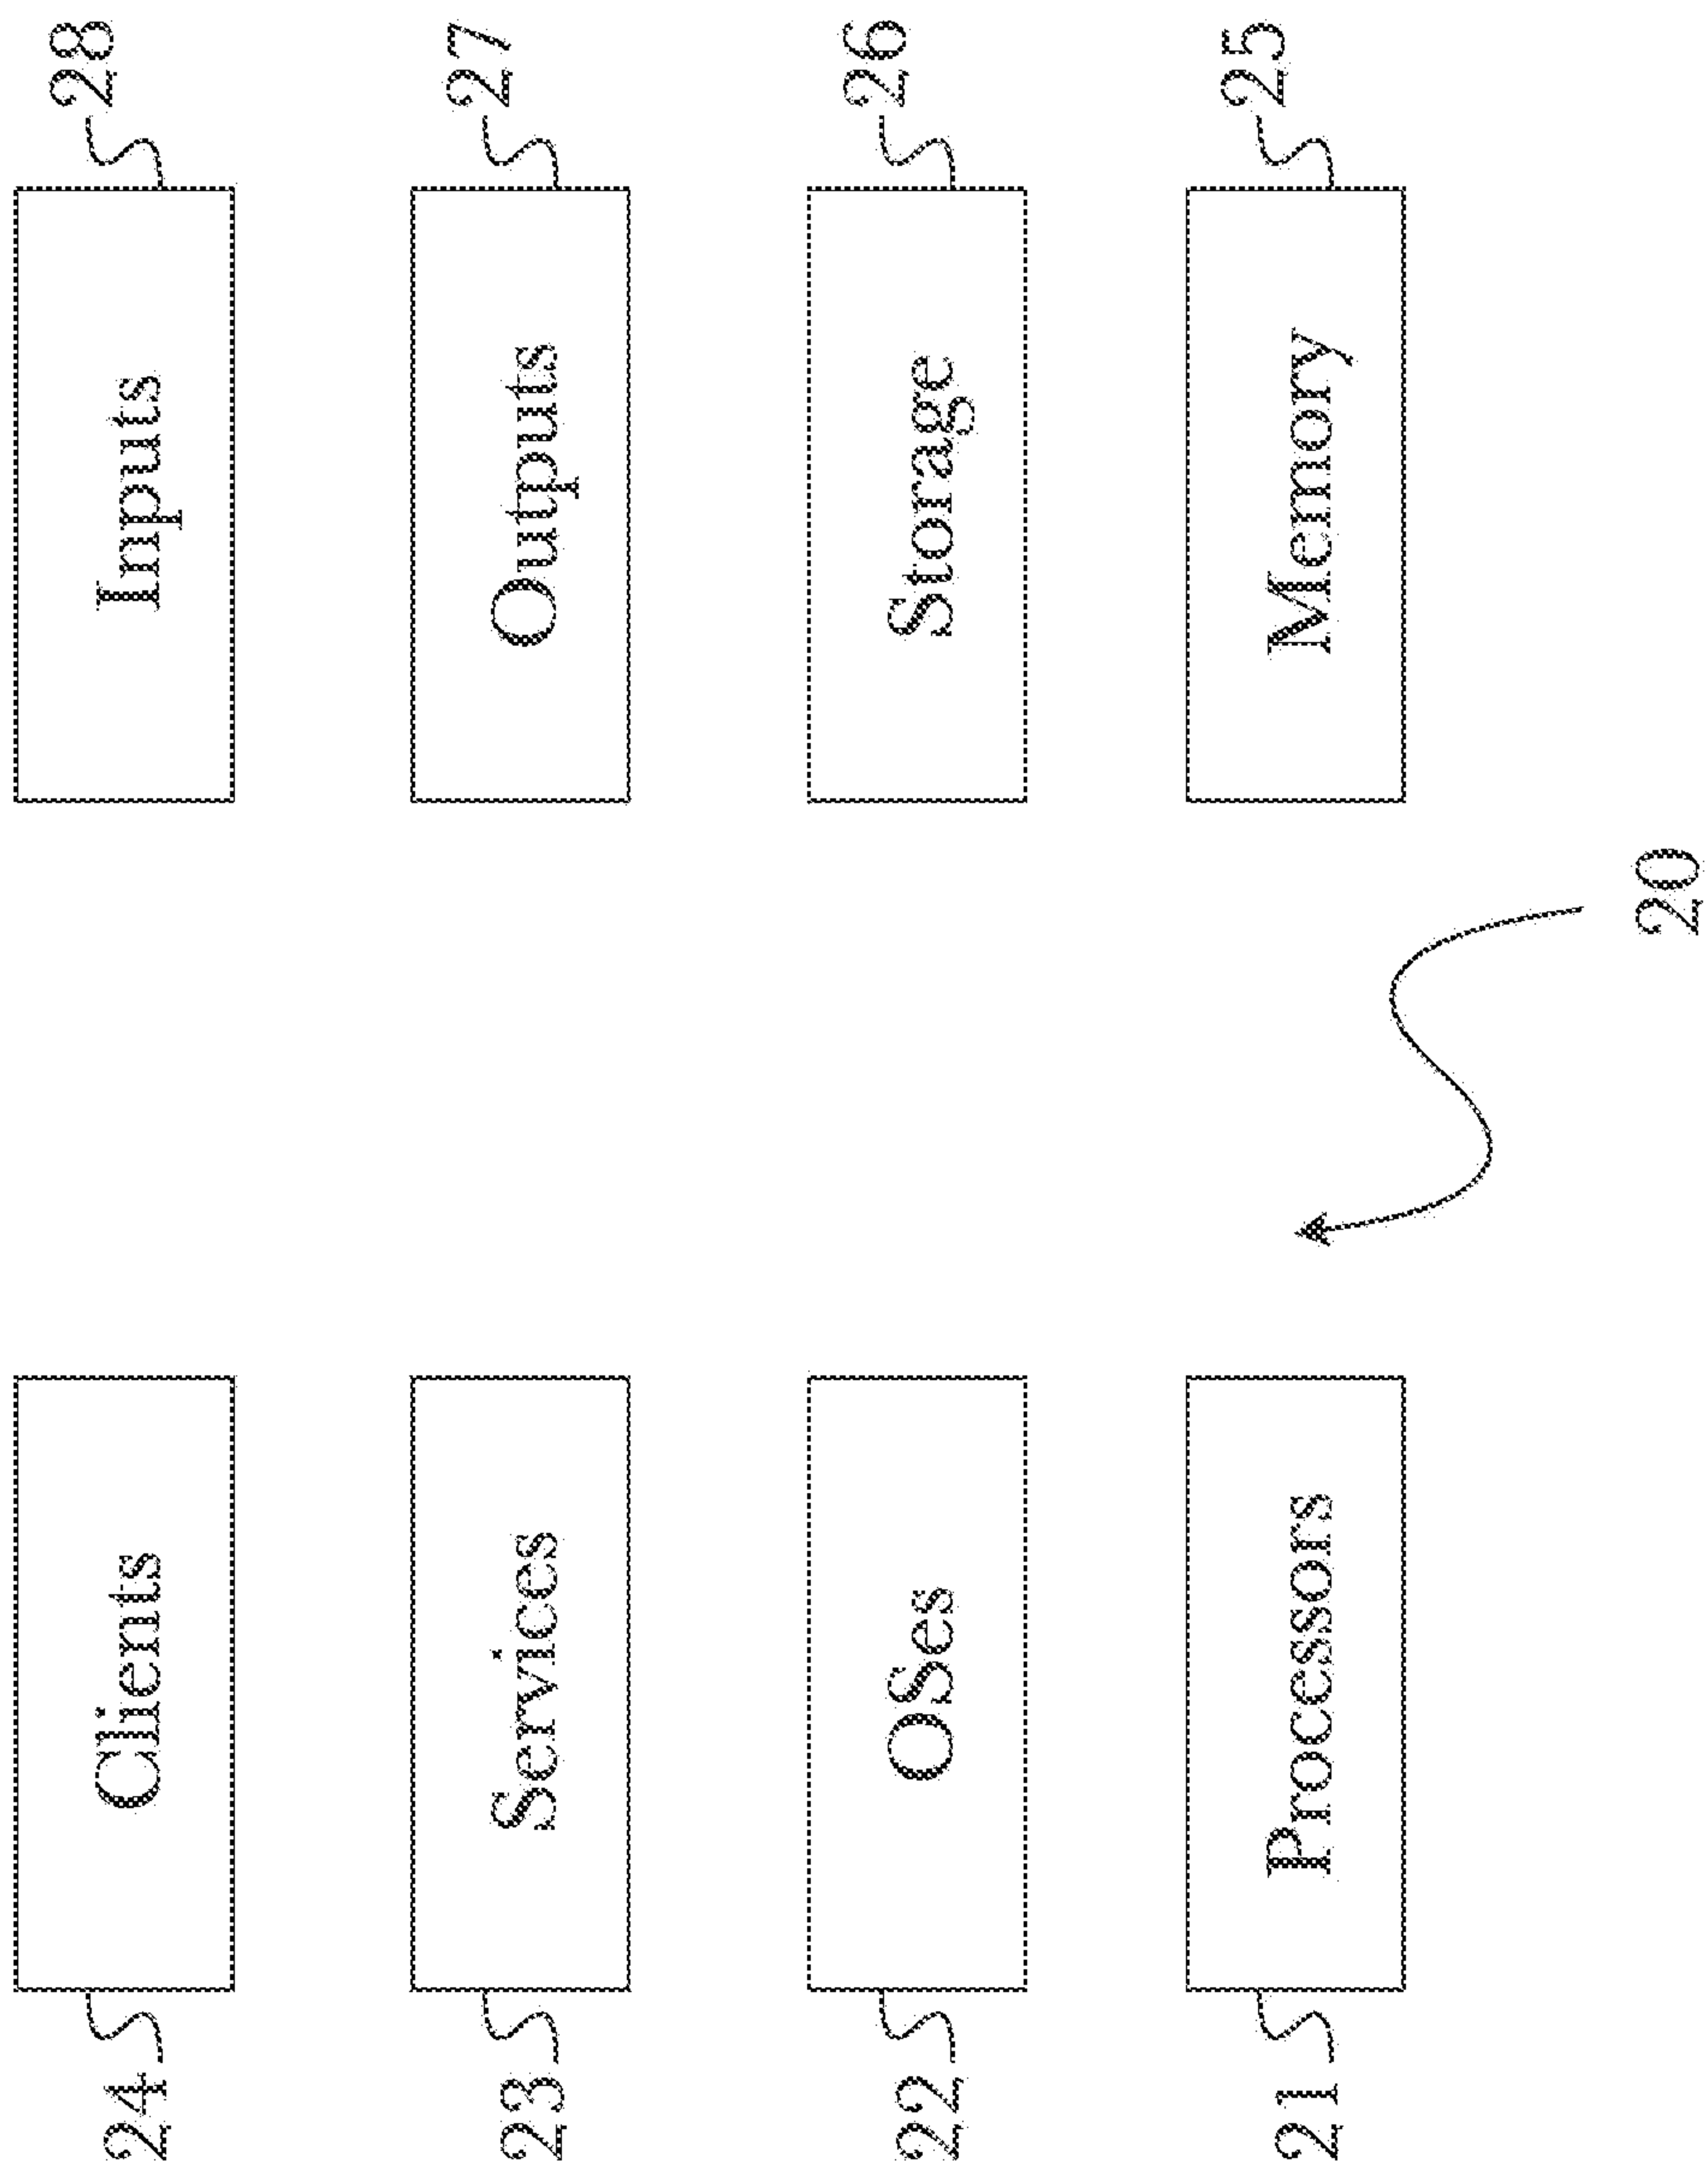 24 Clients Inputs 28
23 Services Outputs 27
22 OSes Storage 26
21 Processors Memory 25
20